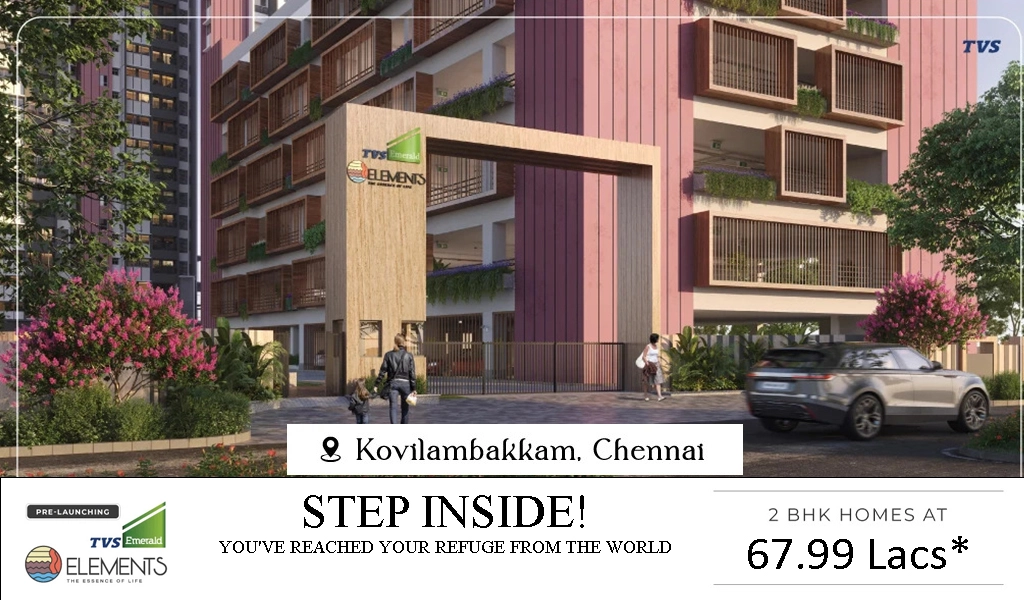 TVS
TVS Emerald
ELEMENTS
THE ESSENCE OF LIFE
Kovilambakkam, Chennai
PRE-LAUNCHING
TVS Emerald
ELEMENTS
THE ESSENCE OF LIFE
STEP INSIDE!
YOU'VE REACHED YOUR REFUGE FROM THE WORLD
2 BHK HOMES AT
67.99 Lacs*